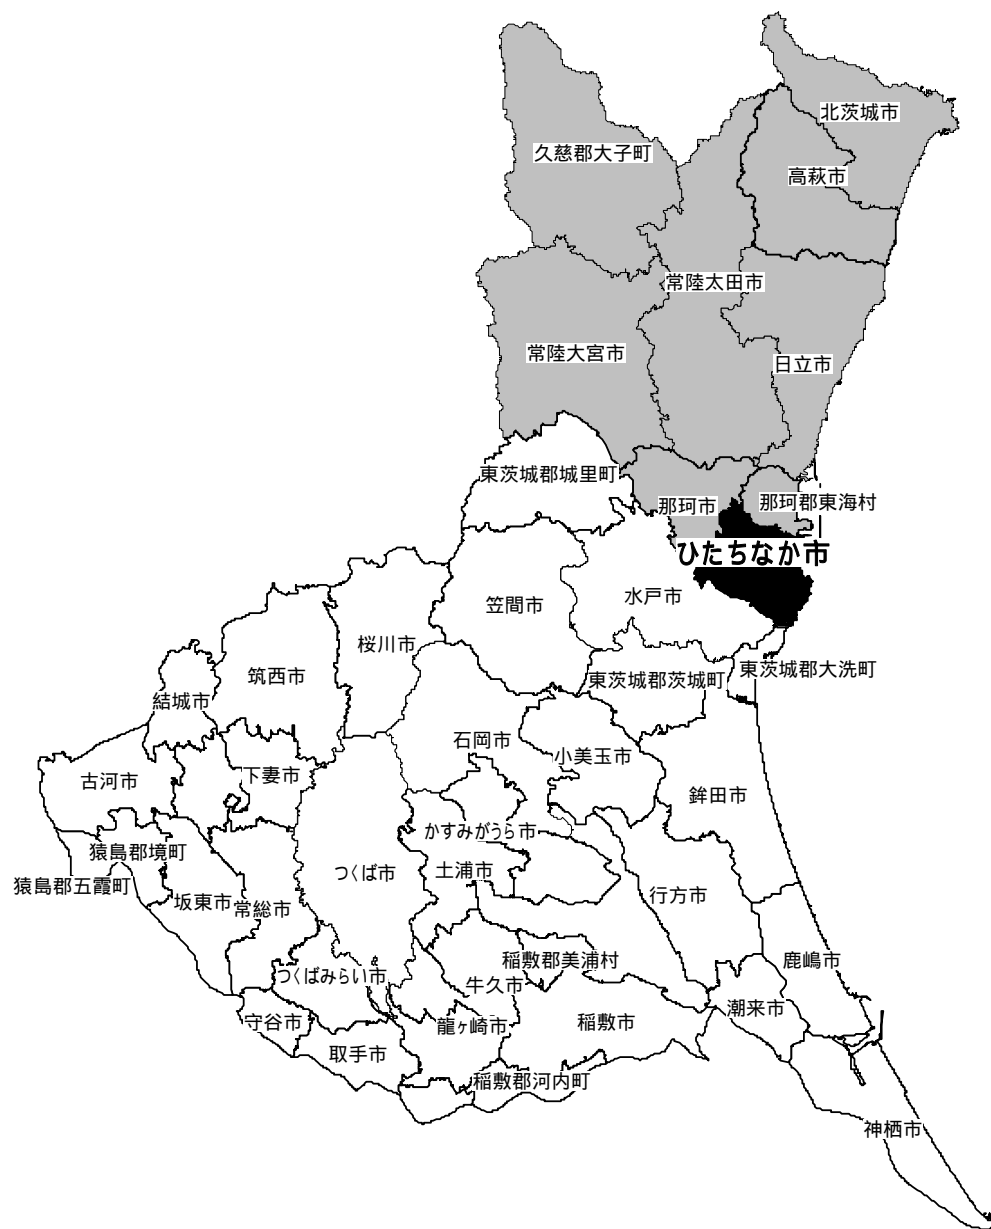 北茨城市
久慈郡大子町
高萩市
常陸太田市
常陸大宮市
日立市
東茨城郡城里町
那珂市
那珂郡東海村
ひたちなか市
水戸市
笠間市
桜川市
東茨城郡大洗町
筑西市
東茨城郡茨城町
結城市
石岡市
小美玉市
下妻市
古河市
鉾田市
かすみがうら市
猿島郡境町
土浦市
つくば市
猿島郡五霞町
行方市
坂東市
常総市
稲敷郡美浦村
鹿嶋市
つくばみらい市
牛久市
潮来市
守谷市
龍ヶ崎市
稲敷市
取手市
稲敷郡河内町
神栖市